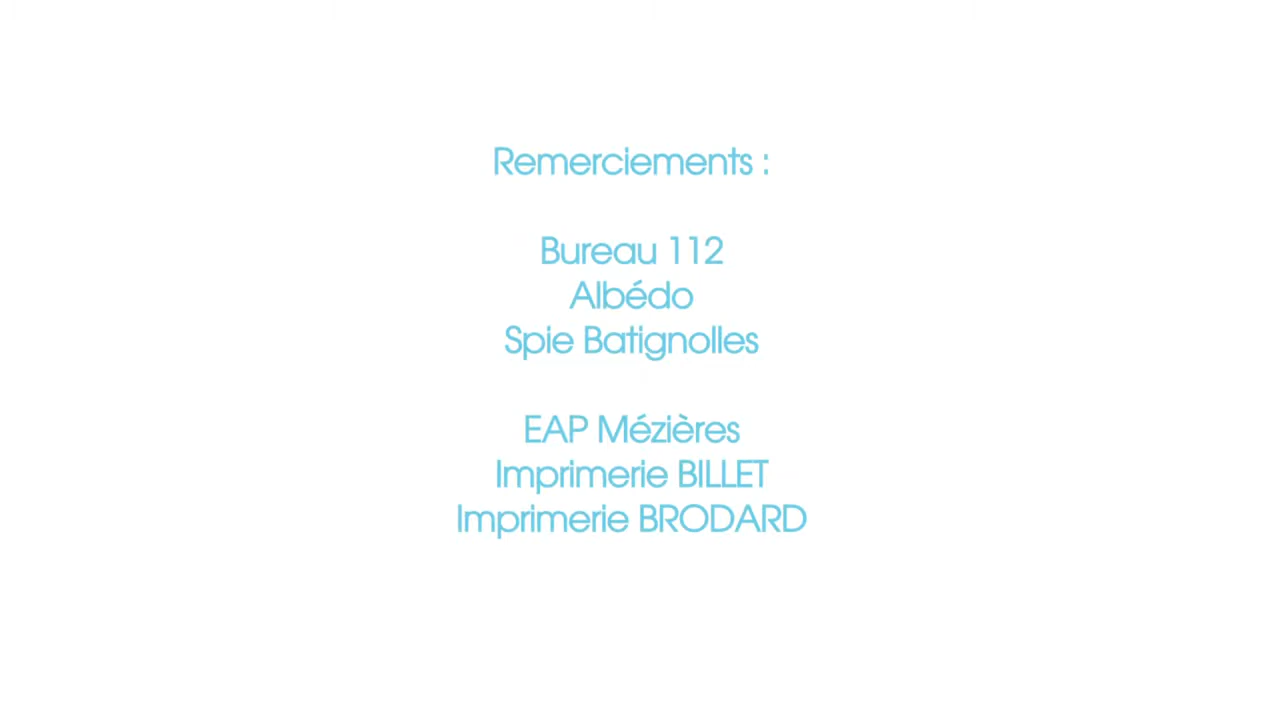 Remerciements :
Bureau 112
Albédo
Spie Batignolles
EAP Mézières
Imprimerie BILLET
Imprimerie BRODARD